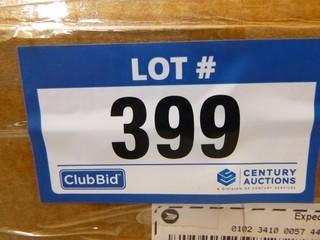 LOT #
399
ClubBid
CENTURY
AUCTIONS
A DIVISION OF CENTURY SERVICES
Exped
0102 3410 0057 44